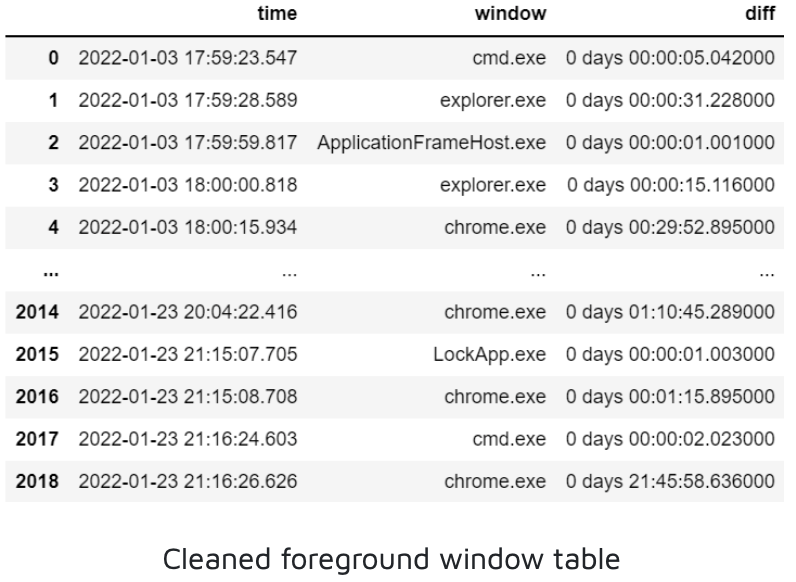 time window diff
0 2022-01-03 17:59:23.547 cmd.exe 0 days 00:00:05.042000
1 2022-01-03 17:59:28.589 explorer.exe 0 days 00:00:31.228000
2 2022-01-03 17:59:59.817 ApplicationFrameHost.exe 0 days 00:00:01.001000
3 2022-01-03 18:00:00.818 explorer.exe 0 days 00:00:15.116000
4 2022-01-03 18:00:15.934 chrome.exe 0 days 00:29:52.895000
... ... ... ...
2014 2022-01-23 20:04:22.416 chrome.exe 0 days 01:10:45.289000
2015 2022-01-23 21:15:07.705 LockApp.exe 0 days 00:00:01.003000
2016 2022-01-23 21:15:08.708 chrome.exe 0 days 00:01:15.895000
2017 2022-01-23 21:16:24.603 cmd.exe 0 days 00:00:02.023000
2018 2022-01-23 21:16:26.626 chrome.exe 0 days 21:45:58.636000
Cleaned foreground window table